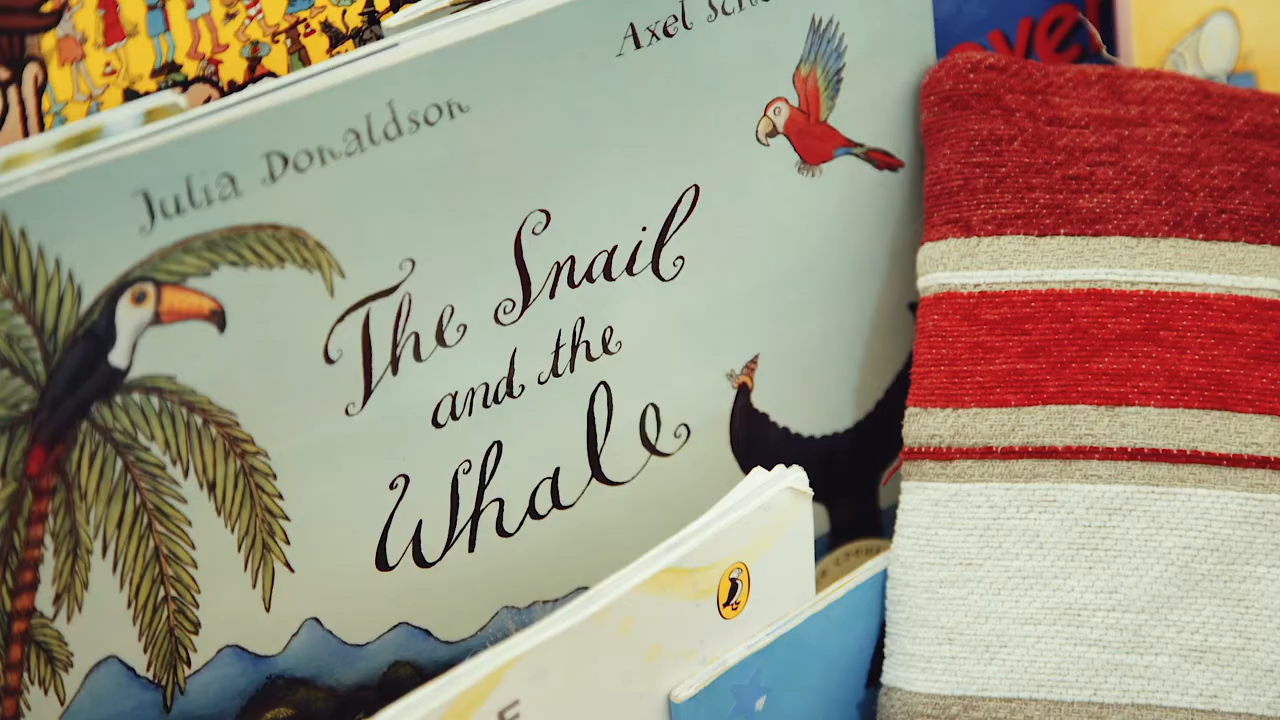 Julia Donaldson
Axel
The Snail
and the
Whale